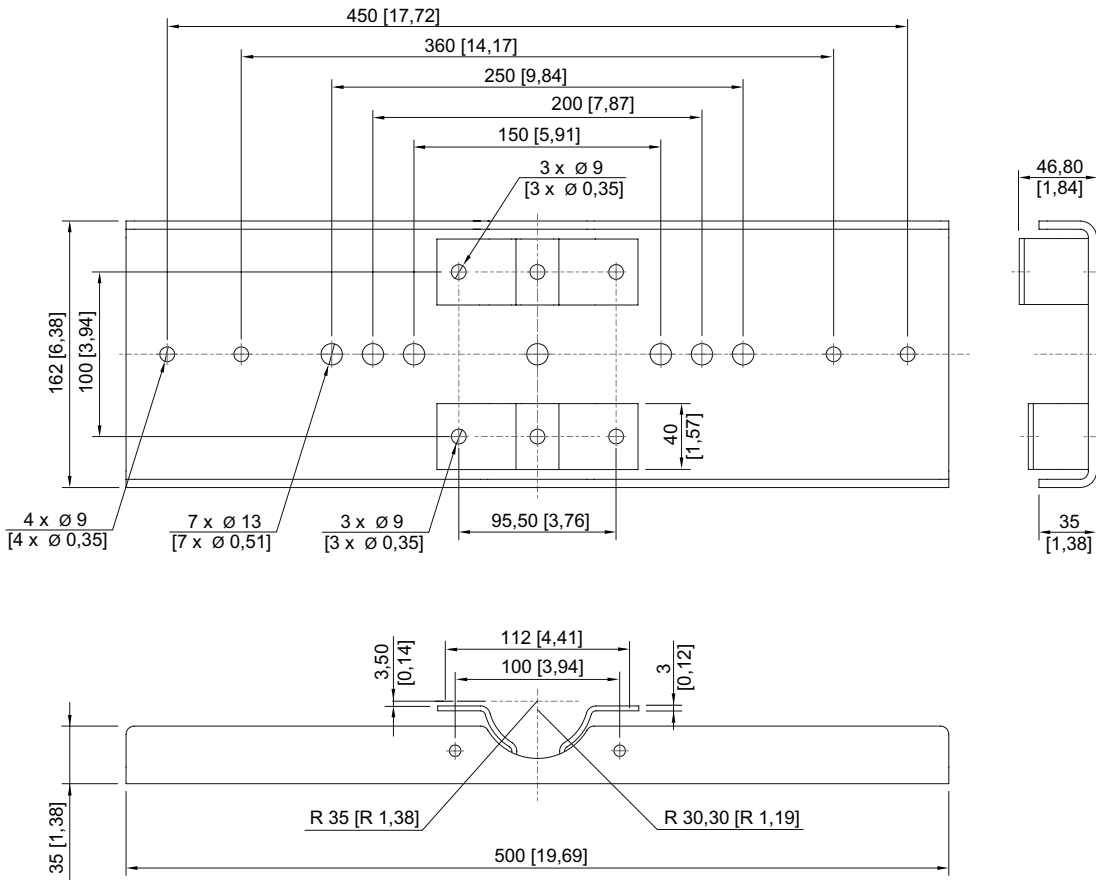 450 [17,72]
360 [14,17]
250 [9,84]
200 [7,87]
150 [5,91]
3 x Ø 9
[3 x Ø 0,35]
46,80
[1,84]
162 [6,38]
100 [3,94]
40
[1,57]
4 x Ø 9
[4 x Ø 0,35]
7 x Ø 13
[7 x Ø 0,51]
3 x Ø 9
[3 x Ø 0,35]
95,50 [3,76]
35
[1,38]
3,50
[0,14]
112 [4,41]
100 [3,94]
3
[0,12]
35 [1,38]
R 35 [R 1,38]
R 30,30 [R 1,19]
500 [19,69]